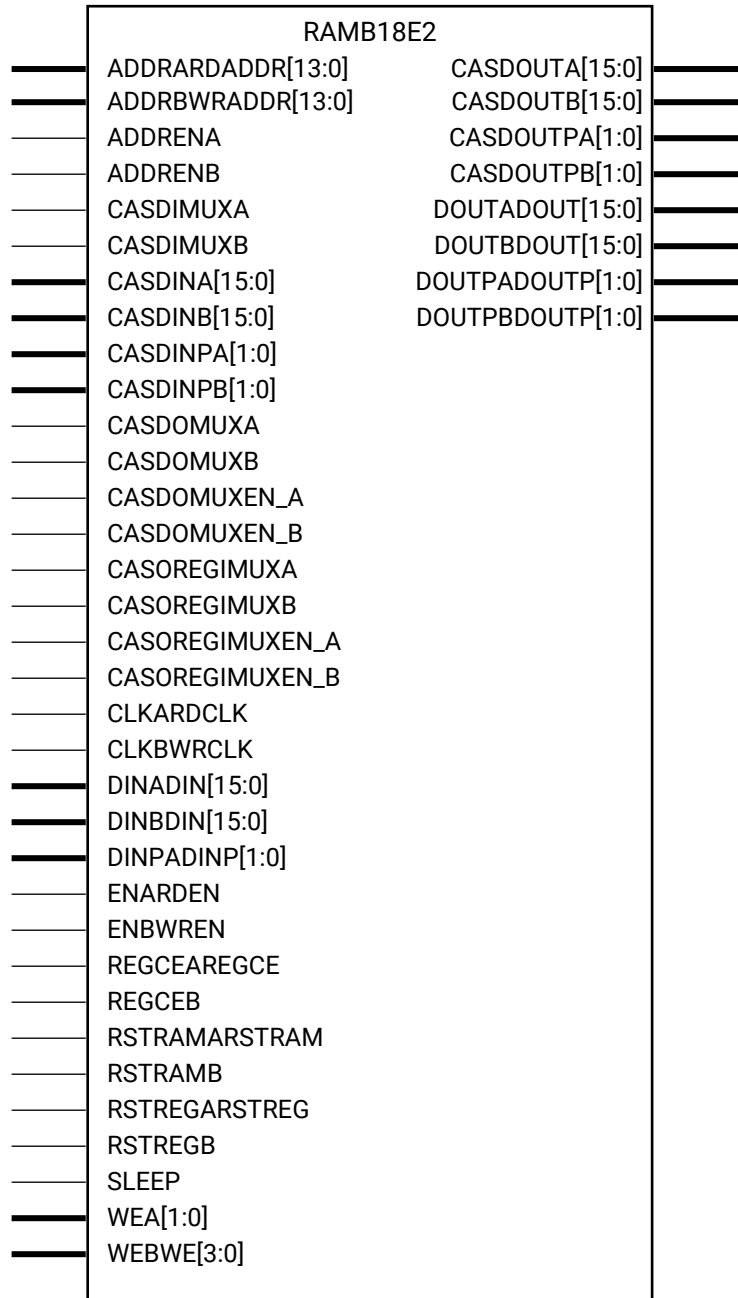 RAMB18E2
ADDRARDADDR[13:0] CASDOUTA[15:0]
ADDRBWRADDR[13:0] CASDOUTB[15:0]
ADDRENA CASDOUTPA[1:0]
ADDRENB CASDOUTPB[1:0]
CASDIMUXA DOUTADOUT[15:0]
CASDIMUXB DOUTBDOUT[15:0]
CASDINA[15:0] DOUTPADOUTP[1:0]
CASDINB[15:0] DOUTPBDOUTP[1:0]
CASDINPA[1:0]
CASDINPB[1:0]
CASDOMUXA
CASDOMUXB
CASDOMUXEN_A
CASDOMUXEN_B
CASOREGIMUXA
CASOREGIMUXB
CASOREGIMUXEN_A
CASOREGIMUXEN_B
CLKARDCLK
CLKBWRCLK
DINADIN[15:0]
DINBDIN[15:0]
DINPADINP[1:0]
ENARDEN
ENBWREN
REGCEAREGCE
REGCEB
RSTRAMARSTRAM
RSTRAMB
RSTREGARSTREG
RSTREGB
SLEEP
WEA[1:0]
WEBWE[3:0]